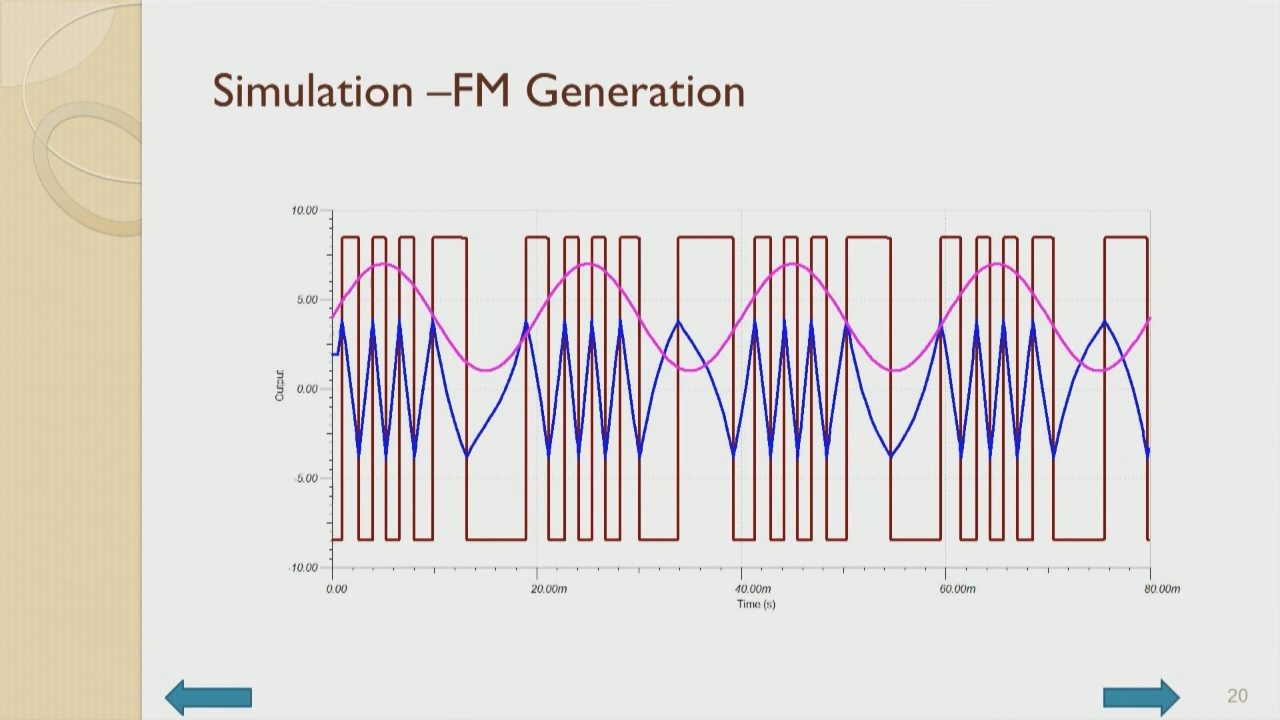 Simulation –FM Generation
10.00
5.00
0.00
-5.00
-10.00
Output
0.00 20.00m 40.00m 60.00m 80.00m
Time (s)
20